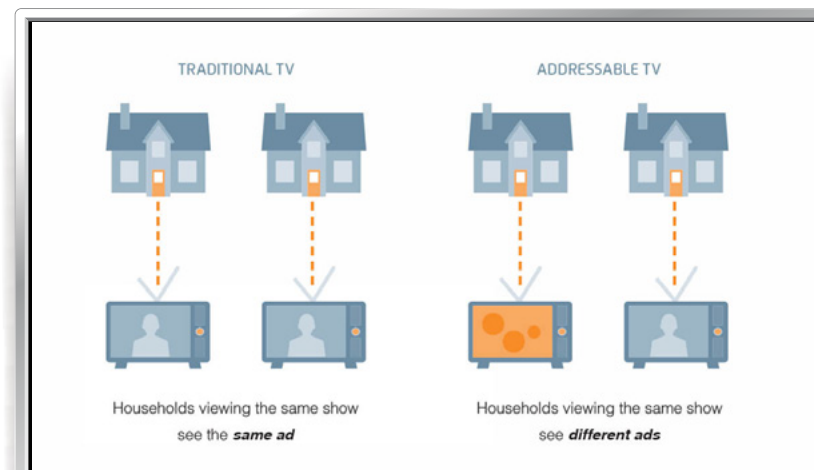 TRADITIONAL TV
ADDRESSABLE TV
Households viewing the same show
see the same ad
Households viewing the same show
see different ads